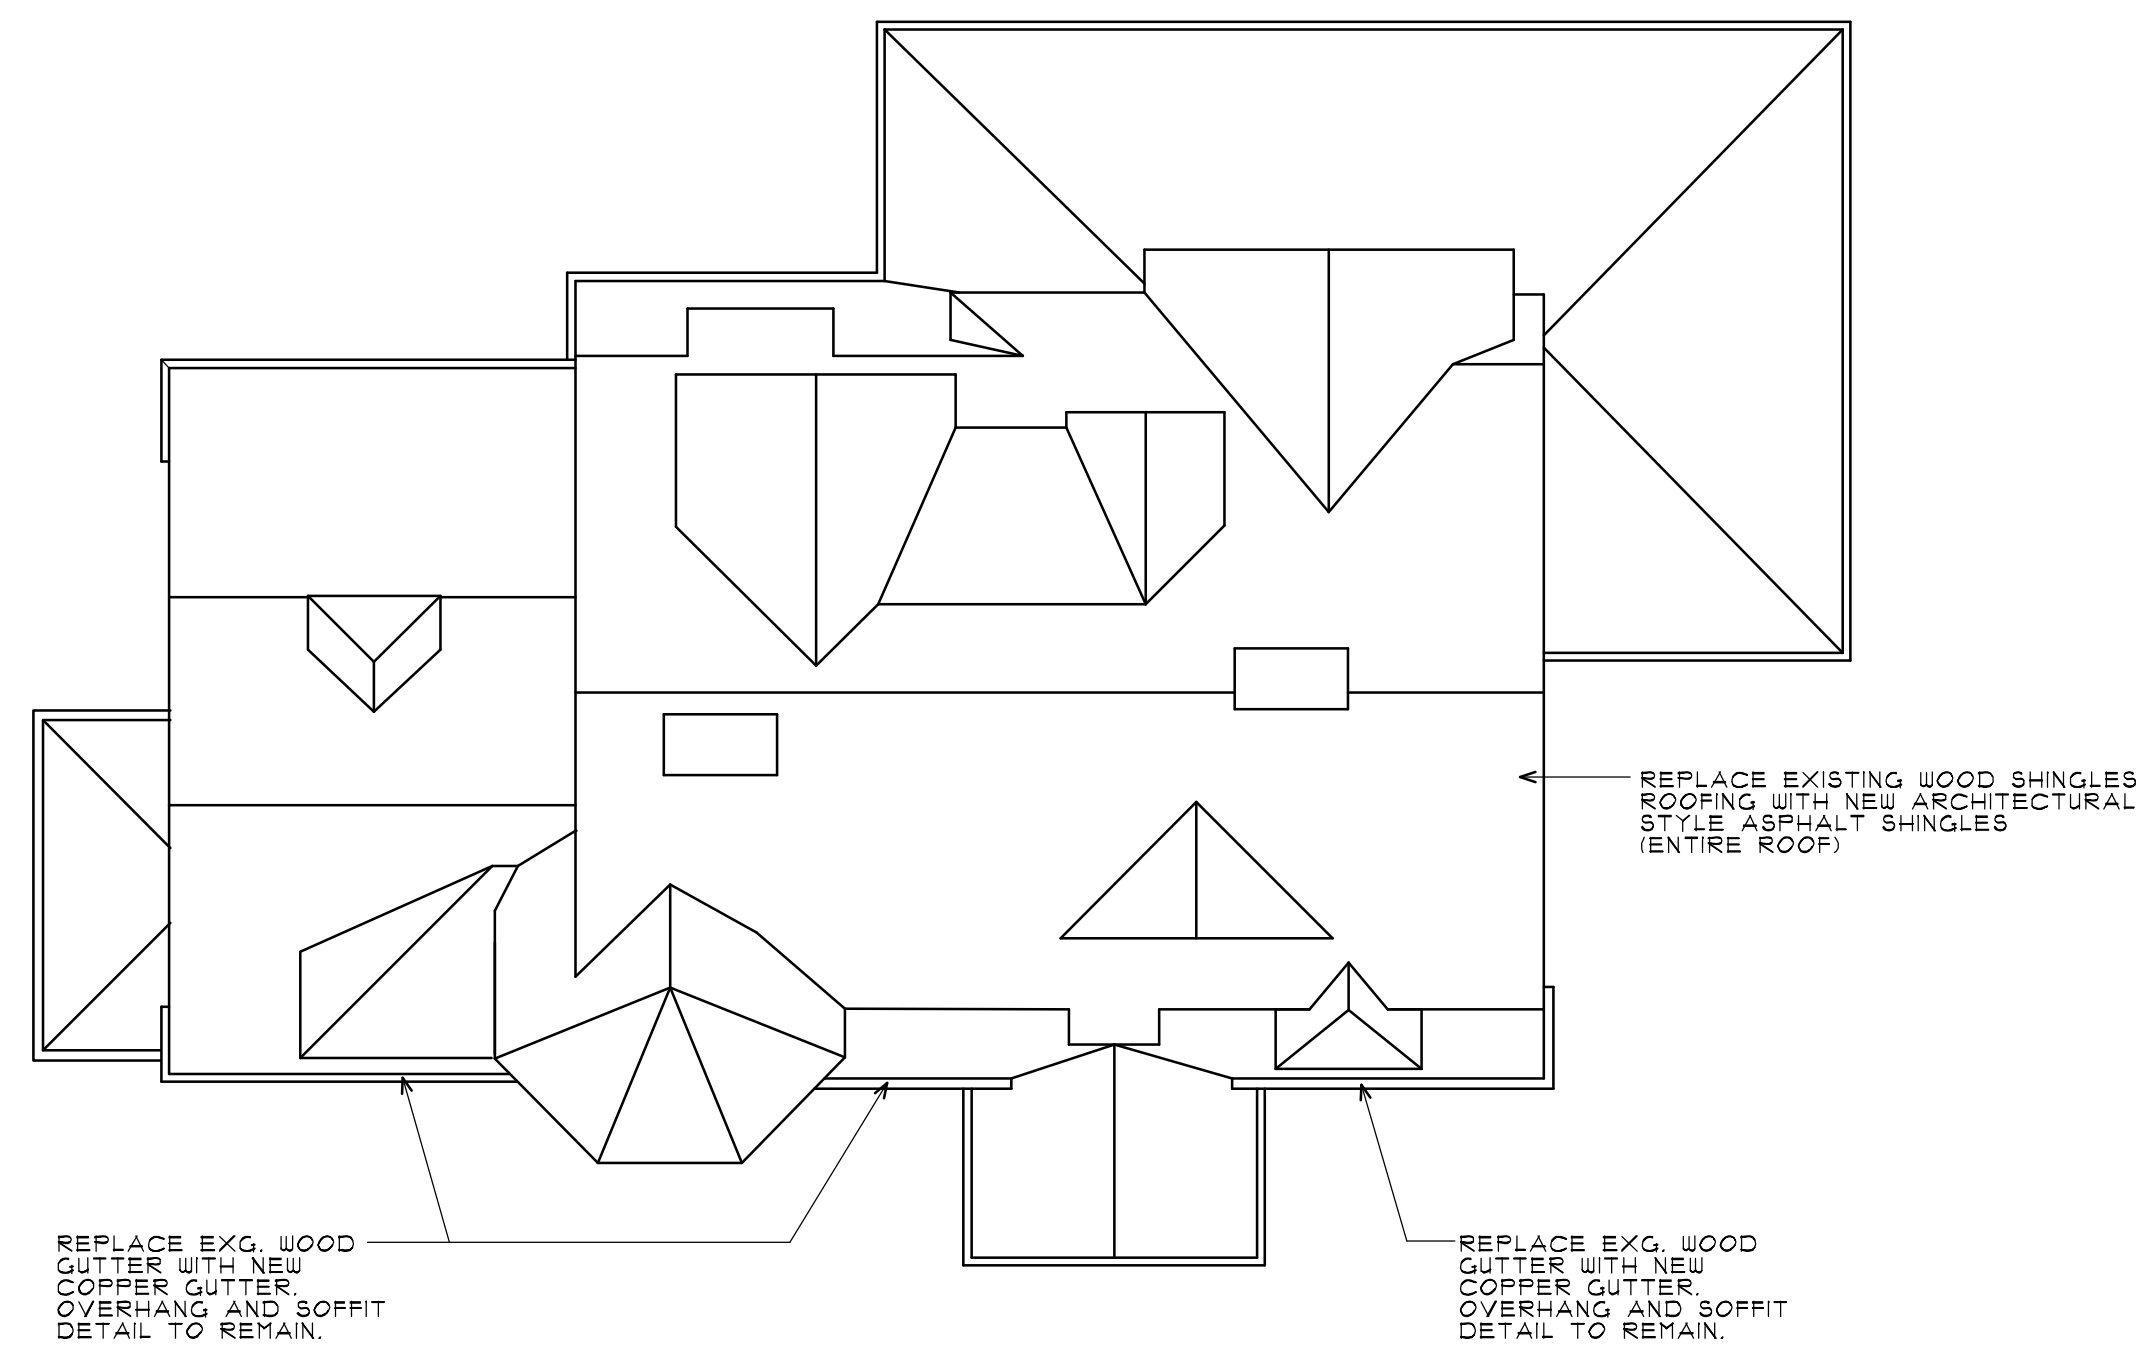 REPLACE EXISTING WOOD SHINGLES
ROOFING WITH NEW ARCHITECTURAL
STYLE ASPHALT SHINGLES
(ENTIRE ROOF)
REPLACE EXG. WOOD
GUTTER WITH NEW
COPPER GUTTER.
OVERHANG AND SOFFIT
DETAIL TO REMAIN.
REPLACE EXG. WOOD
GUTTER WITH NEW
COPPER GUTTER.
OVERHANG AND SOFFIT
DETAIL TO REMAIN.